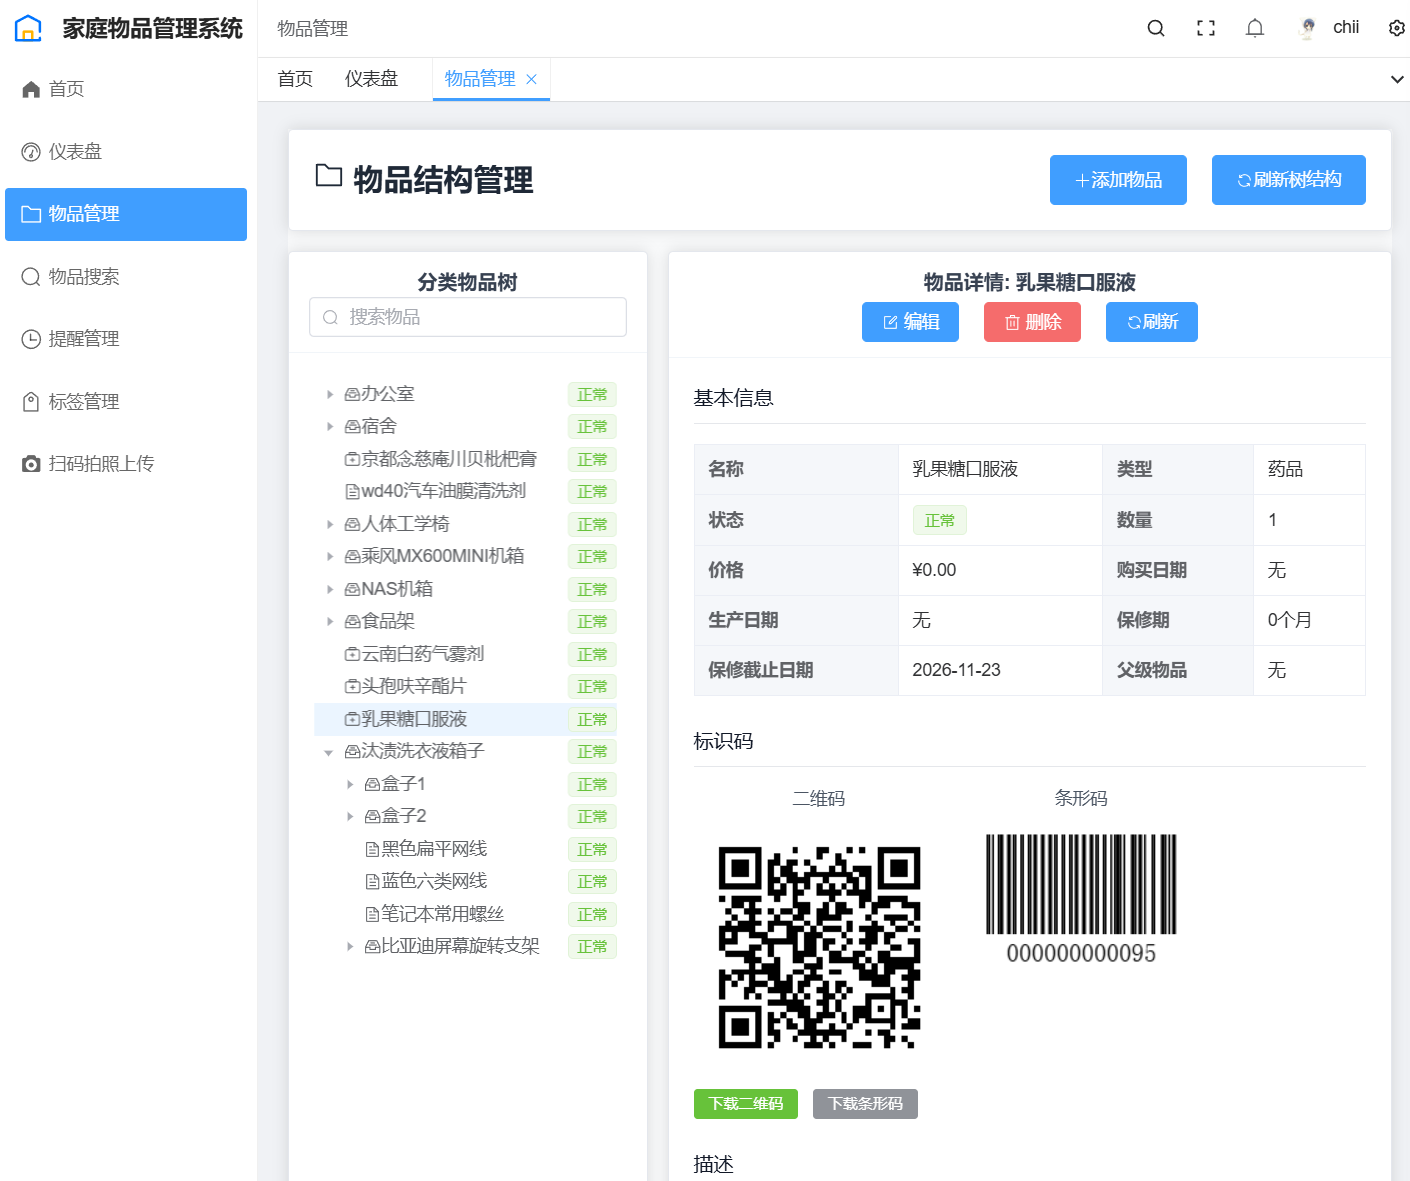 家庭物品管理系统
物品管理
chii
首页
仪表盘
物品管理
首页
仪表盘
物品管理
物品搜索
提醒管理
标签管理
扫码拍照上传
物品结构管理
添加物品
刷新树结构
分类物品树
搜索物品
办公室 正常
宿舍 正常
京都念慈庵川贝枇杷膏 正常
wd40汽车油膜清洗剂 正常
人体工学椅 正常
乘风MX600MINI机箱 正常
NAS机箱 正常
食品架 正常
云南白药气雾剂 正常
头孢呋辛酯片 正常
乳果糖口服液 正常
汰渍洗衣液箱子 正常
盒子1 正常
盒子2 正常
黑色扁平网线 正常
蓝色六类网线 正常
笔记本常用螺丝 正常
比亚迪屏幕旋转支架 正常
物品详情: 乳果糖口服液
编辑
删除
刷新
基本信息
名称 乳果糖口服液 类型 药品
状态 正常 数量 1
价格 ¥0.00 购买日期 无
生产日期 无 保修期 0个月
保修截止日期 2026-11-23 父级物品 无
标识码
二维码
条形码
000000000095
下载二维码
下载条形码
描述